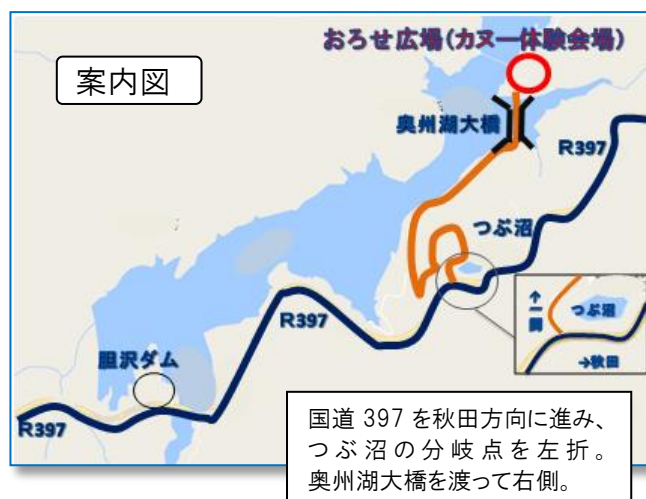 おろせ広場(カヌー体験会場)
案内図
奥州湖大橋
R397
つぶ沼
つぶ沼
↑一関
→秋田
R397
胆沢ダム
R397
国道 397 を秋田方向に進み、
つぶ沼の分岐点を左折。
奥州湖大橋を渡って右側。